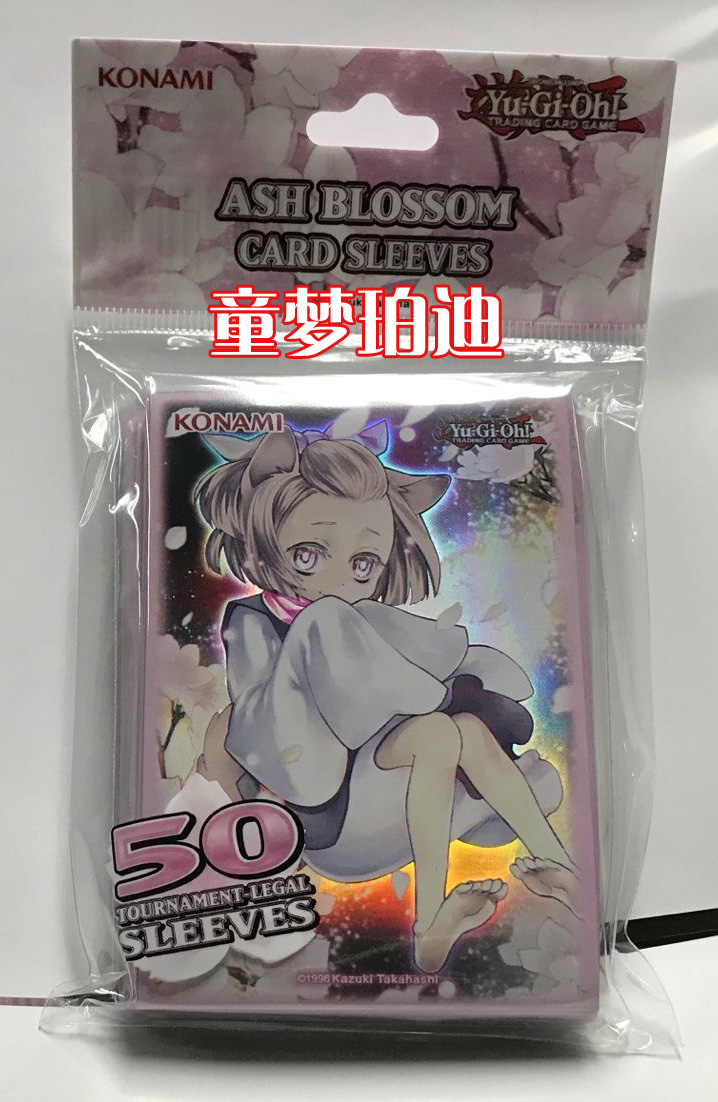 KONAMI
Yu-Gi-Oh!
TRADING CARD GAME
ASH BLOSSOM
CARD SLEEVES
童梦珀迪
KONAMI
Yu-Gi-Oh!
TRADING CARD GAME
50
TOURNAMENT-LEGAL
SLEEVES
©1996 Kazuki Takahashi